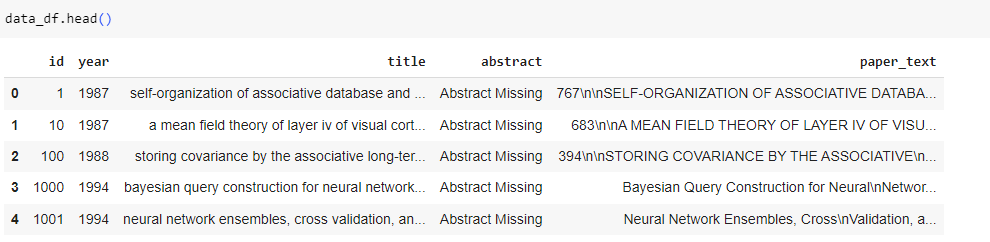 data_df.head()
id year title abstract paper_text
0 1 1987 self-organization of associative database and ... Abstract Missing 767\n\nSELF-ORGANIZATION OF ASSOCIATIVE DATABA...
1 10 1987 a mean field theory of layer iv of visual cort... Abstract Missing 683\n\nA MEAN FIELD THEORY OF LAYER IV OF VISU...
2 100 1988 storing covariance by the associative long-ter... Abstract Missing 394\n\nSTORING COVARIANCE BY THE ASSOCIATIVE\n...
3 1000 1994 bayesian query construction for neural network... Abstract Missing Bayesian Query Construction for Neural\nNetwor...
4 1001 1994 neural network ensembles, cross validation, an... Abstract Missing Neural Network Ensembles, Cross\nValidation, a...